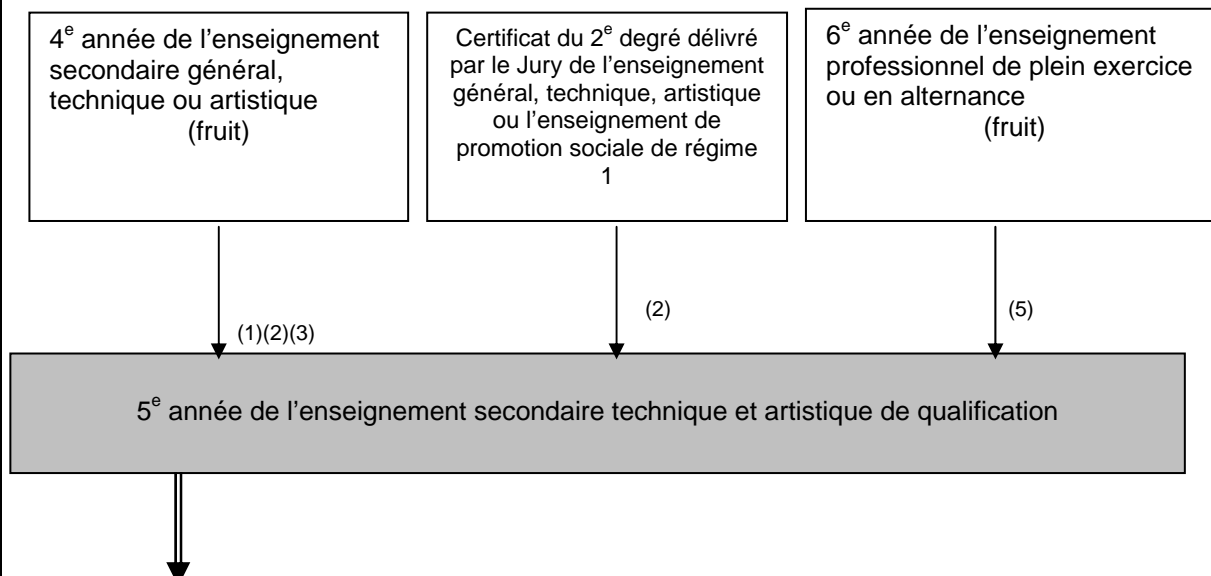 4e année de l’enseignement
secondaire général,
technique ou artistique
(fruit)
Certificat du 2e degré délivré
par le Jury de l’enseignement
général, technique, artistique
ou l’enseignement de
promotion sociale de régime
1
6e année de l’enseignement
professionnel de plein exercice
ou en alternance
(fruit)
(1)(2)(3)
(2)
(5)
5e année de l’enseignement secondaire technique et artistique de qualification